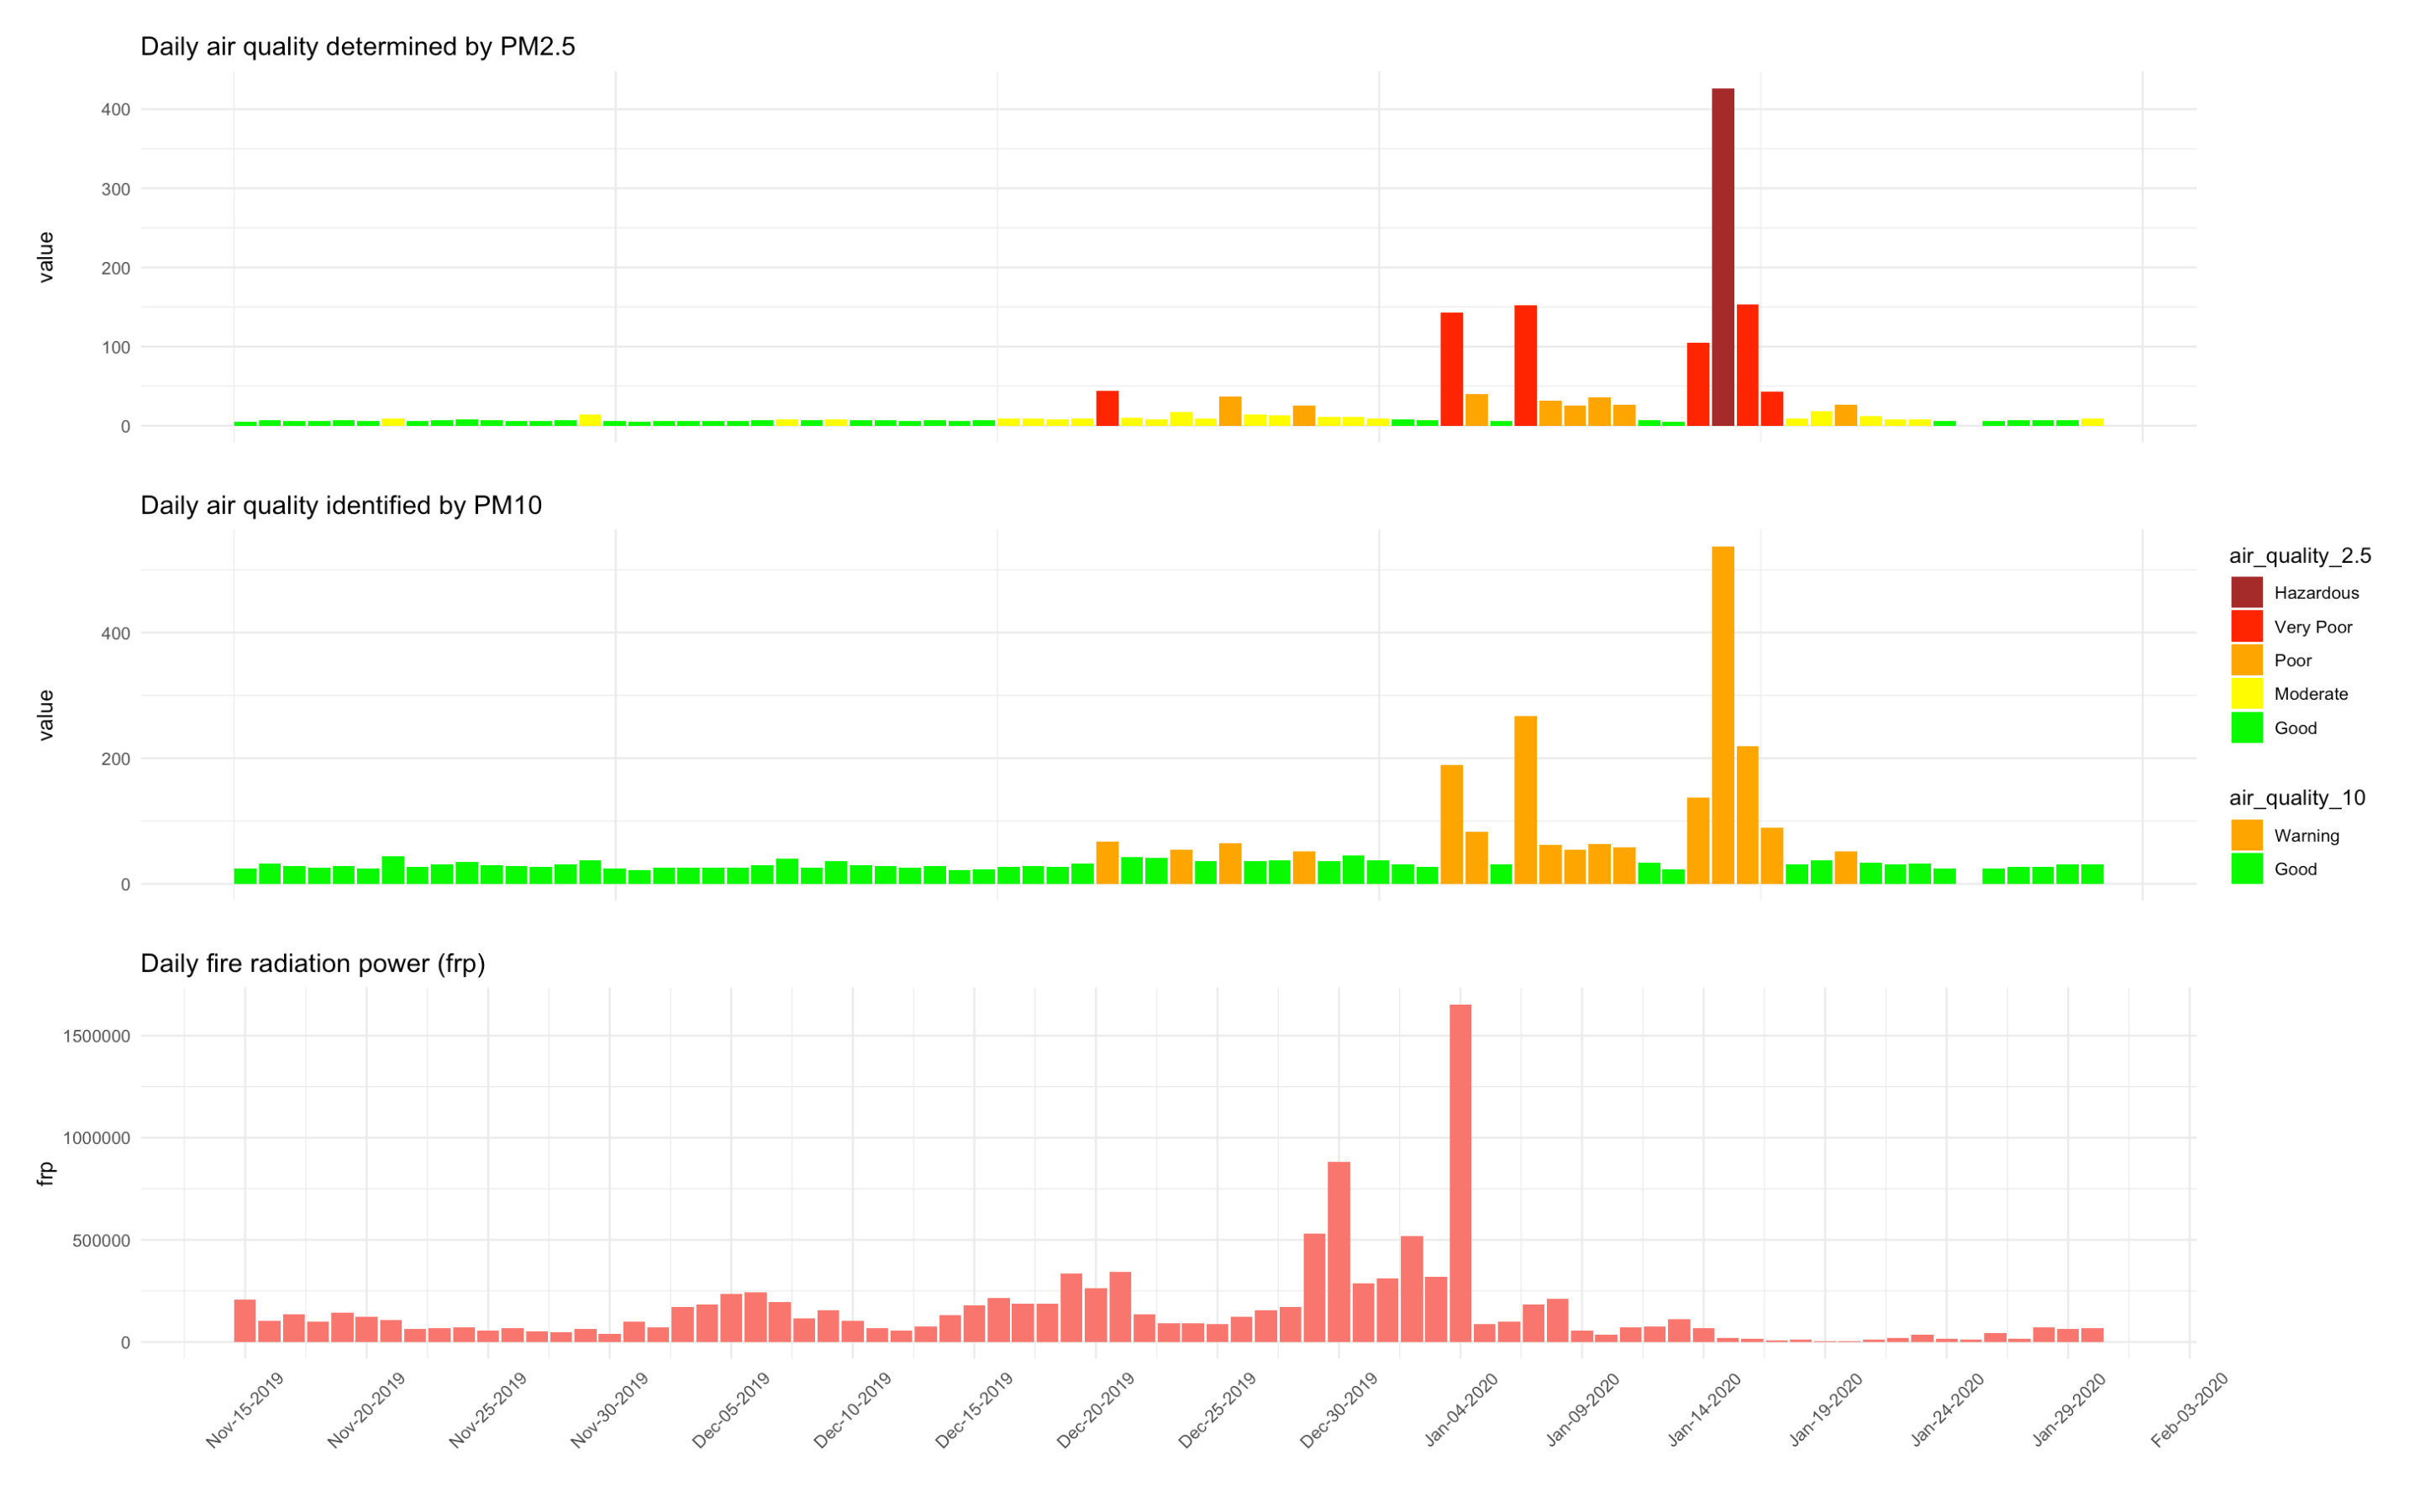 Daily air quality determined by PM2.5
400
300
200
100
0
value
Daily air quality identified by PM10
400
200
0
value
air_quality_2.5
Hazardous
Very Poor
Poor
Moderate
Good
air_quality_10
Warning
Good
Daily fire radiation power (frp)
1500000
1000000
500000
0
frp
Nov-15-2019
Nov-20-2019
Nov-25-2019
Nov-30-2019
Dec-05-2019
Dec-10-2019
Dec-15-2019
Dec-20-2019
Dec-25-2019
Dec-30-2019
Jan-04-2020
Jan-09-2020
Jan-14-2020
Jan-19-2020
Jan-24-2020
Jan-29-2020
Feb-03-2020